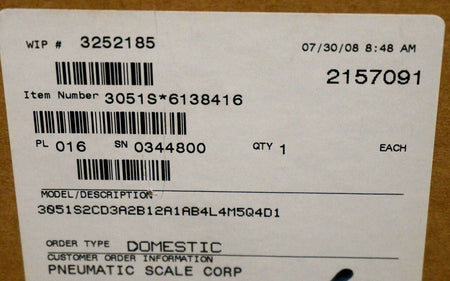 WIP # 3252185 07/30/08 8:48 AM
2157091
Item Number 3051S*6138416
PL 016 SN 0344800 QTY 1 EACH
MODEL/DESCRIPTION
3051S2CD3A2B12A1AB4L4M5Q4D1
ORDER TYPE DOMESTIC
CUSTOMER ORDER INFORMATION
PNEUMATIC SCALE CORP